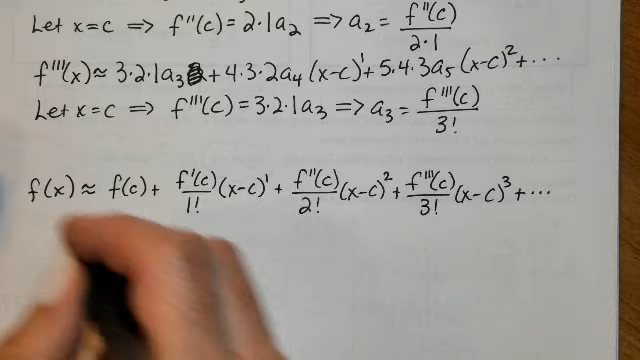 Let x=c ⟹ f''(c) = 2·1a₂ ⟹ a₂ = f''(c)/2·1
f'''(x) ≈ 3·2·1a₃ + 4·3·2a₄(x-c)¹ + 5·4·3a₅(x-c)² + ···
Let x=c ⟹ f'''(c) = 3·2·1a₃ ⟹ a₃ = f'''(c)/3!
f(x) ≈ f(c) + f'(c)/1! (x-c)¹ + f''(c)/2! (x-c)² + f'''(c)/3! (x-c)³ + ···